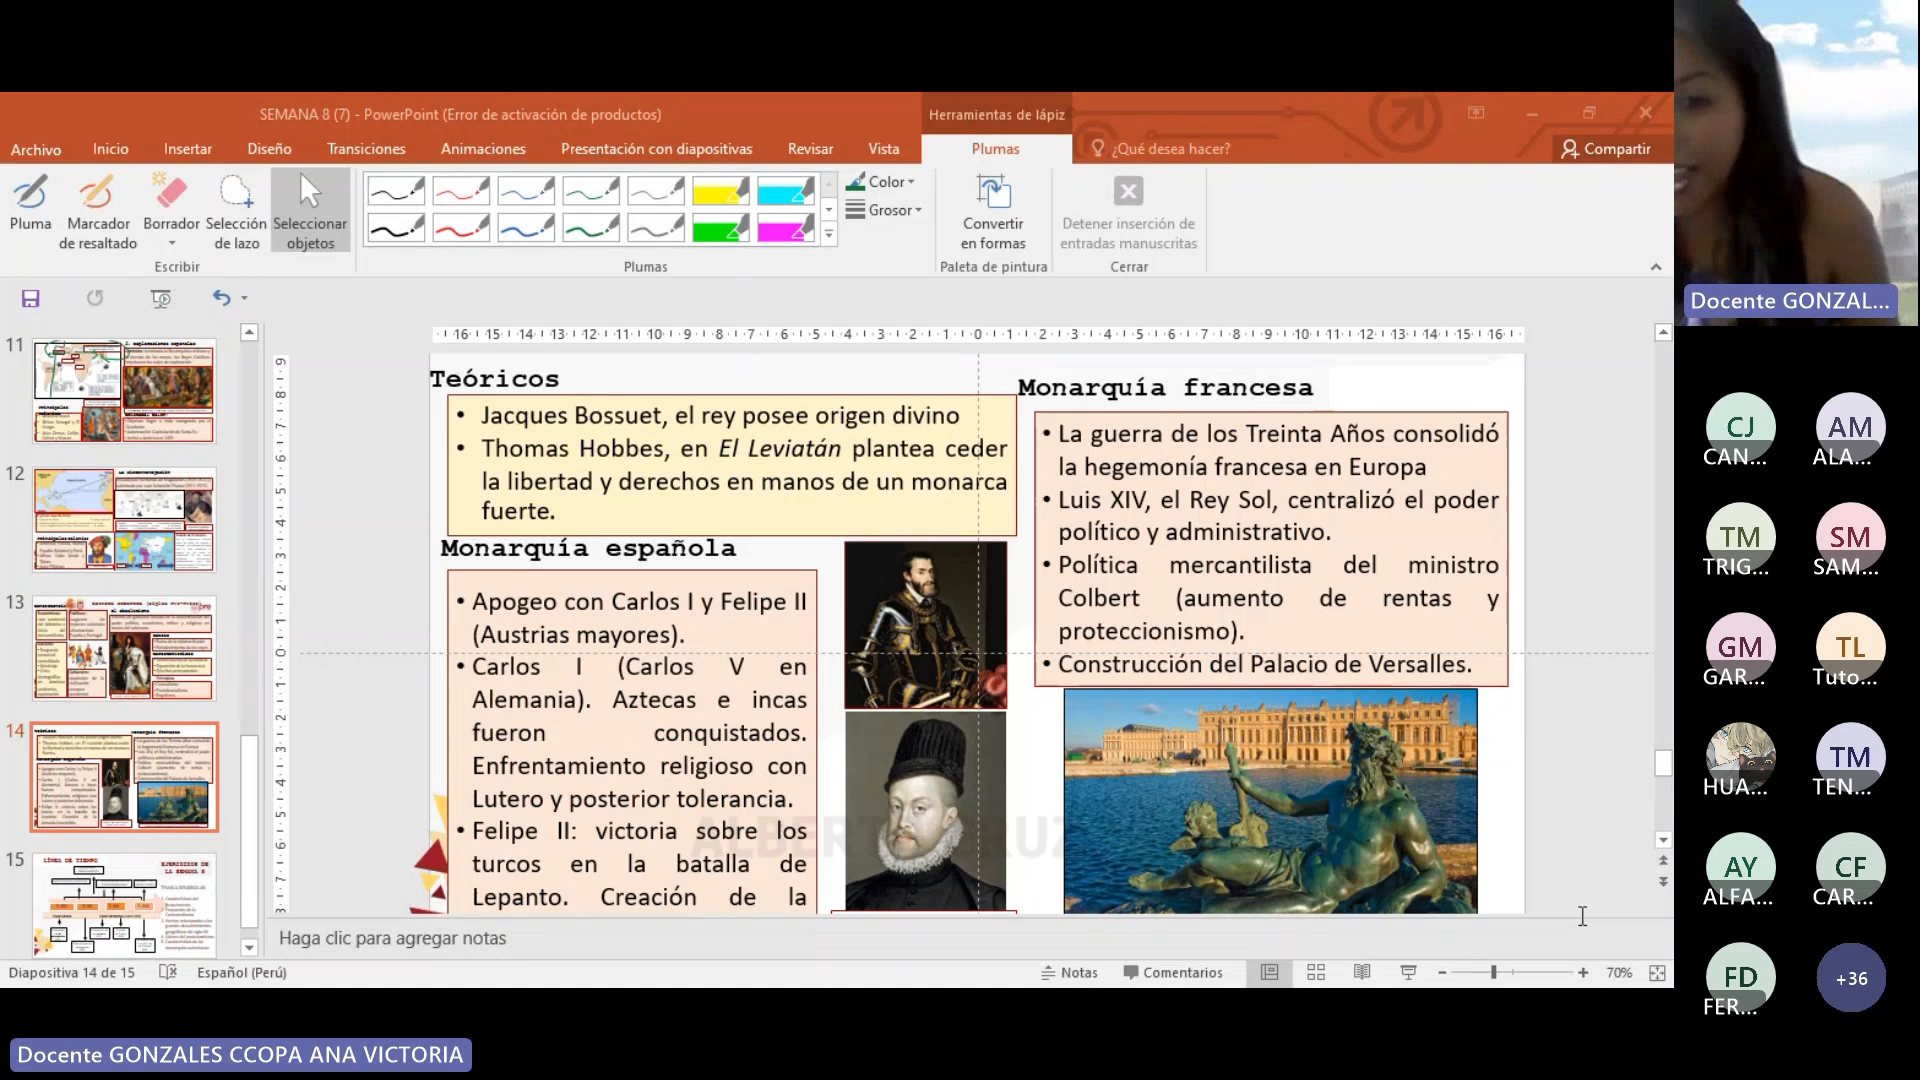 SEMANA 8 (7) - PowerPoint (Error de activación de productos)
Herramientas de lápiz
Archivo
Inicio
Insertar
Diseño
Transiciones
Animaciones
Presentación con diapositivas
Revisar
Vista
Plumas
¿Qué desea hacer?
Compartir
Pluma
Marcador
de resaltado
Borrador
Selección
de lazo
Seleccionar
objetos
Color
Grosor
Convertir
en formas
Detener inserción de
entradas manuscritas
Escribir
Plumas
Paleta de pintura
Cerrar
11
12
13
14
15
LÍNEA DE TIEMPO
Teóricos
• Jacques Bossuet, el rey posee origen divino
• Thomas Hobbes, en El Leviatán plantea ceder
la libertad y derechos en manos de un monarca
fuerte.
Monarquía española
• Apogeo con Carlos I y Felipe II
(Austrias mayores).
• Carlos I (Carlos V en
Alemania). Aztecas e incas
fueron conquistados.
Enfrentamiento religioso con
Lutero y posterior tolerancia.
• Felipe II: victoria sobre los
turcos en la batalla de
Lepanto. Creación de la
Monarquía francesa
• La guerra de los Treinta Años consolidó
la hegemonía francesa en Europa
• Luis XIV, el Rey Sol, centralizó el poder
político y administrativo.
• Política mercantilista del ministro
Colbert (aumento de rentas y
proteccionismo).
• Construcción del Palacio de Versalles.
Haga clic para agregar notas
Diapositiva 14 de 15
Español (Perú)
Notas
Comentarios
70%
Docente GONZAL...
CJ
CAN...
AM
ALA...
TM
TRIG...
SM
SAM...
GM
GAR...
TL
Tuto...
HUA...
TM
TEN...
AY
ALFA...
CF
CAR...
FD
FER...
+36
Docente GONZALES CCOPA ANA VICTORIA